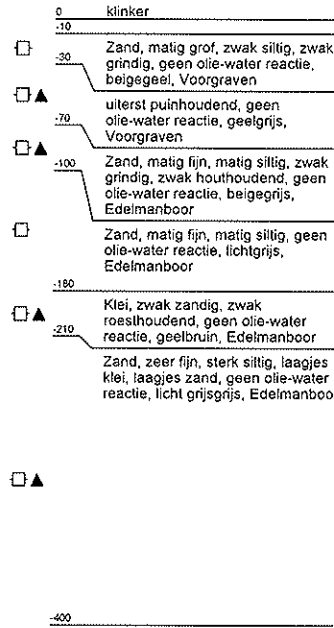 0 klinker
-10
Zand, matig grof, zwak siltig, zwak
-30 grindig, geen olie-water reactie,
beigegeel, Voorgraven
uiterst puinhoudend, geen
-70 olie-water reactie, geelgrijs,
Voorgraven
-100 Zand, matig fijn, matig siltig, zwak
grindig, zwak houthoudend, geen
olie-water reactie, beigegrijs,
Edelmanboor
Zand, matig fijn, matig siltig, geen
olie-water reactie, lichtgrijs,
Edelmanboor
-180
Klei, zwak zandig, zwak
roesthoudend, geen olie-water
-210 reactie, geelbruin, Edelmanboor
Zand, zeer fijn, sterk siltig, laagjes
klei, laagjes zand, geen olie-water
reactie, licht grijsgrijs, Edelmanboo
-400